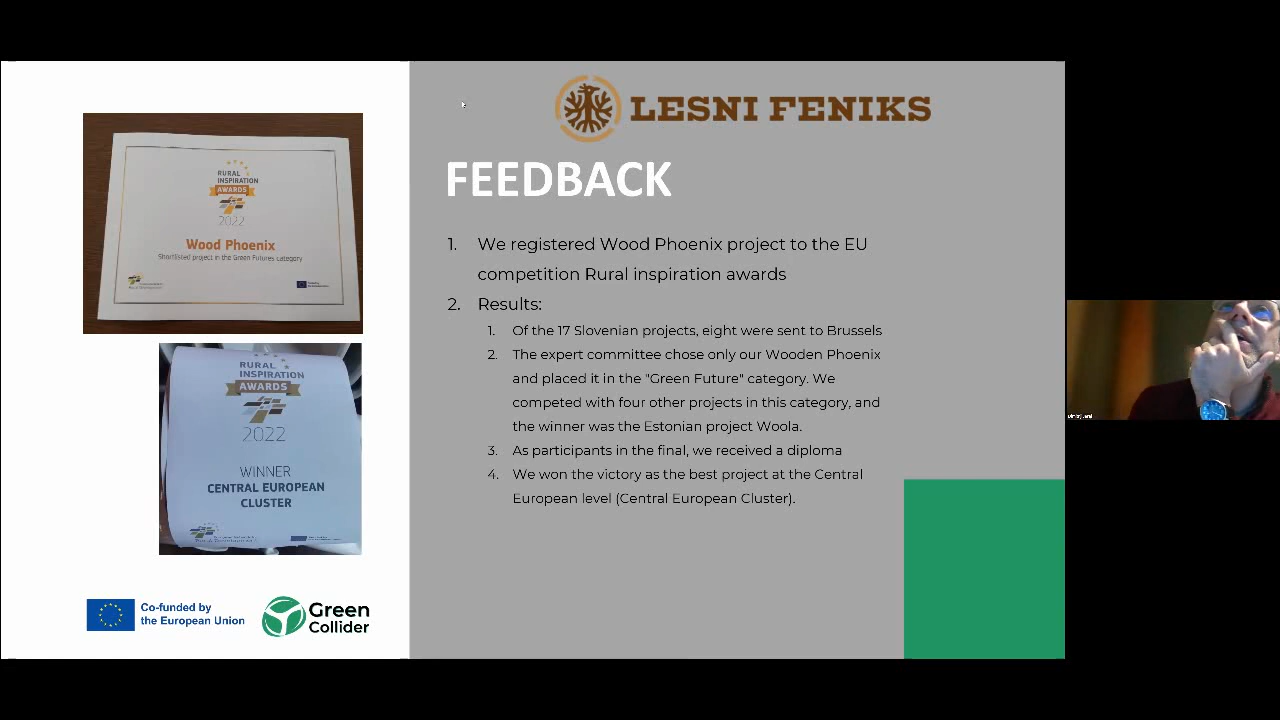 RURAL
INSPIRATION
AWARDS
2022
Wood Phoenix
Shortlisted project in the Green Futures category
RURAL
INSPIRATION
AWARDS
2022
WINNER
CENTRAL EUROPEAN
CLUSTER
Co-funded by
the European Union
Green
Collider
LESNI FENIKS
FEEDBACK
1. We registered Wood Phoenix project to the EU
competition Rural inspiration awards
2. Results:
1. Of the 17 Slovenian projects, eight were sent to Brussels
2. The expert committee chose only our Wooden Phoenix
and placed it in the "Green Future" category. We
competed with four other projects in this category, and
the winner was the Estonian project Woola.
3. As participants in the final, we received a diploma
4. We won the victory as the best project at the Central
European level (Central European Cluster).